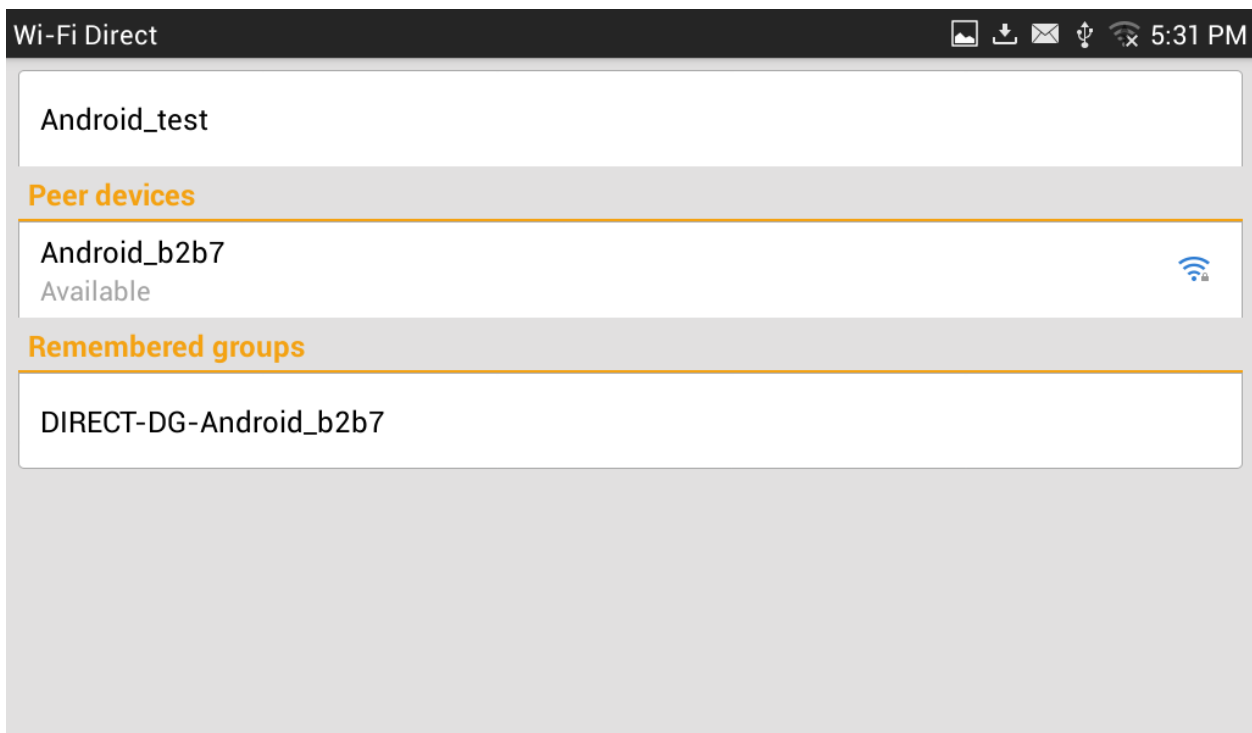 Wi-Fi Direct 5:31 PM
Android_test
Peer devices
Android_b2b7
Available
Remembered groups
DIRECT-DG-Android_b2b7